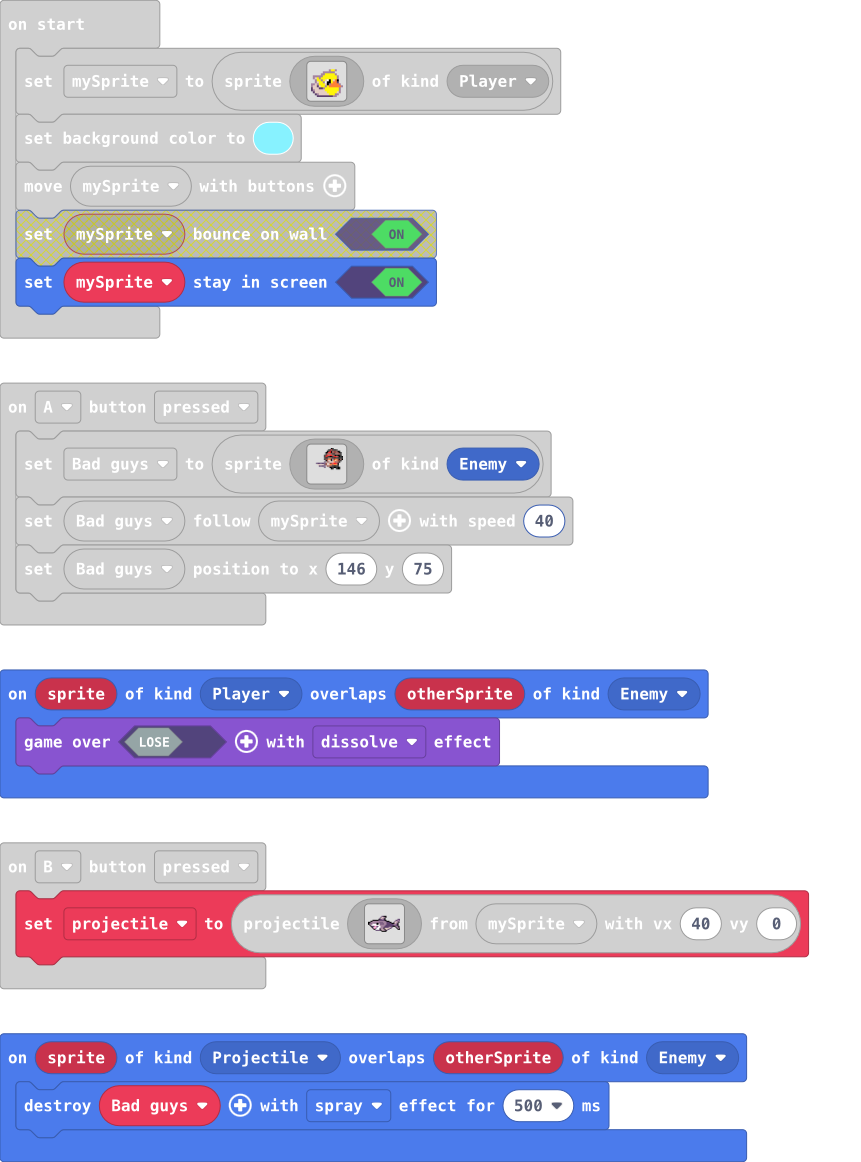 on start
set mySprite to sprite of kind Player
set background color to
move mySprite with buttons
set mySprite bounce on wall ON
set mySprite stay in screen ON
on A button pressed
set Bad guys to sprite of kind Enemy
set Bad guys follow mySprite with speed 40
set Bad guys position to x 146 y 75
on sprite of kind Player overlaps otherSprite of kind Enemy
game over LOSE with dissolve effect
on B button pressed
set projectile to projectile from mySprite with vx 40 vy 0
on sprite of kind Projectile overlaps otherSprite of kind Enemy
destroy Bad guys with spray effect for 500 ms